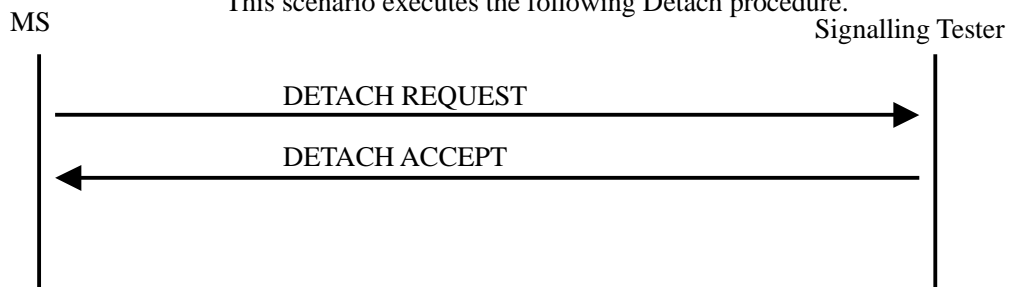 This scenario executes the following Detach procedure.
MS
Signalling Tester
DETACH REQUEST
DETACH ACCEPT